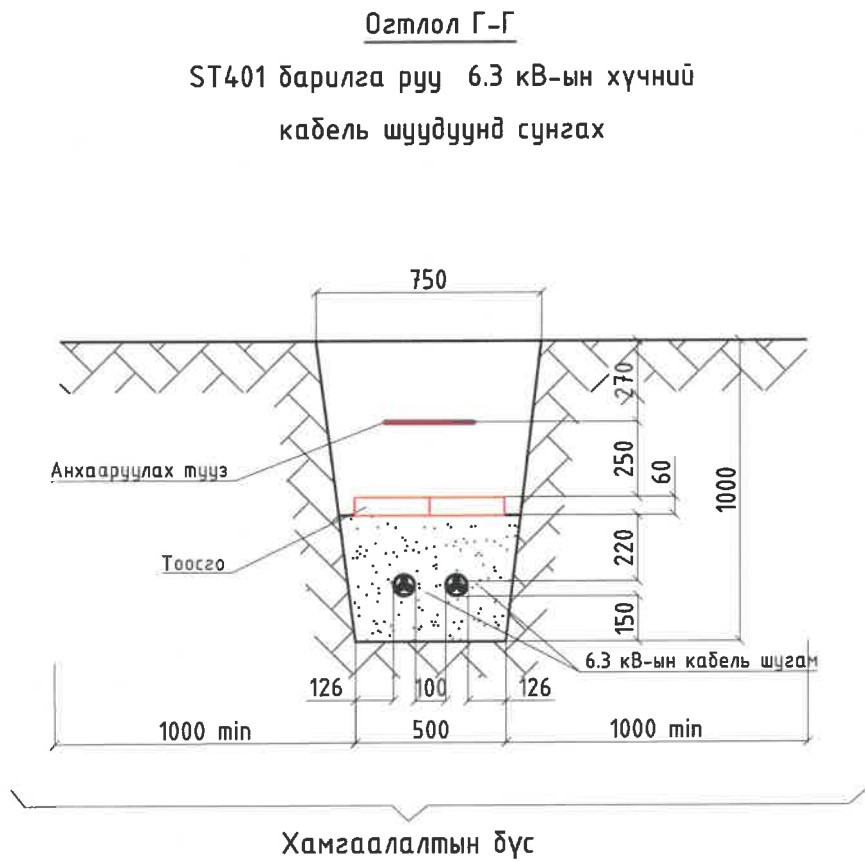 Огтлол Г-Г
ST401 барилга руу 6.3 кВ-ын хүчний
кабель шуудуунд сунгах
750
270
Анхааруулах тууз
250
60
1000
Тоосго
220
150
6.3 кВ-ын кабель шугам
126
100
126
1000 min
500
1000 min
Хамгаалалтын бүс